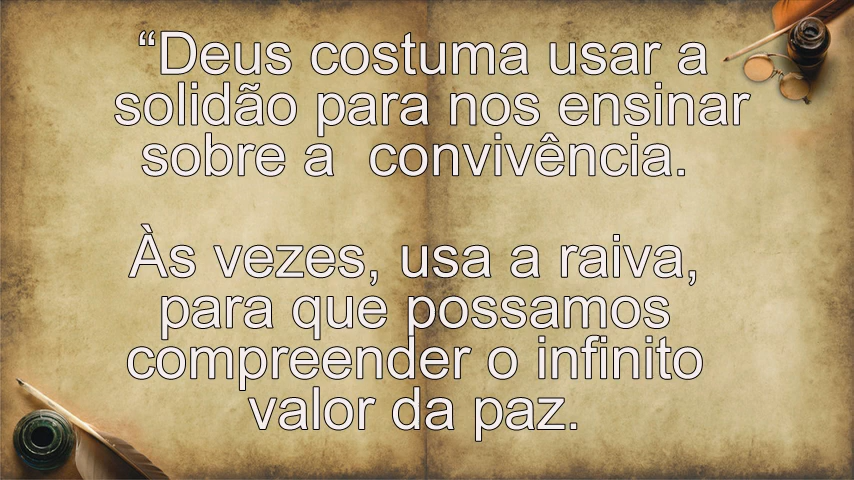 “Deus costuma usar a
solidão para nos ensinar
sobre a  convivência.
Às vezes, usa a raiva,
para que possamos
compreender o infinito
valor da paz.